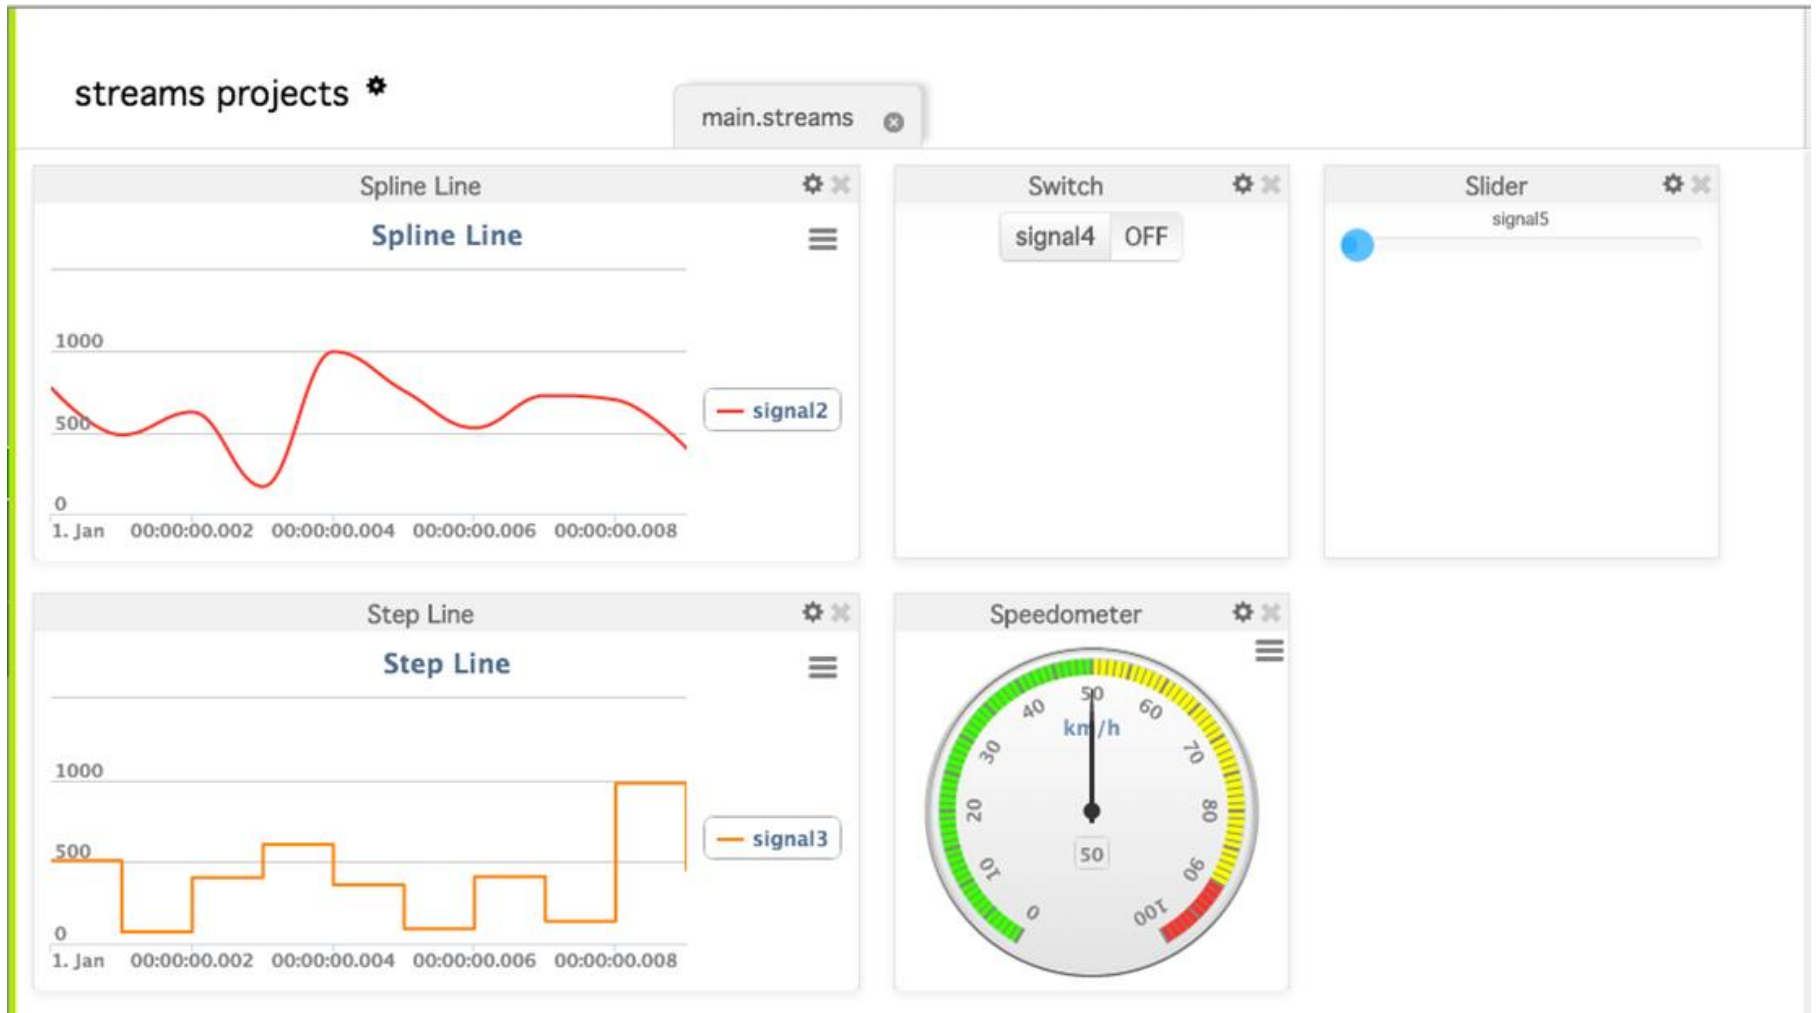 streams projects
main.streams
Spline Line
Spline Line
1000
500
0
1. Jan 00:00:00.002 00:00:00.004 00:00:00.006 00:00:00.008
signal2
Switch
signal4 OFF
Slider
signal5
Step Line
Step Line
1000
500
0
1. Jan 00:00:00.002 00:00:00.004 00:00:00.006 00:00:00.008
signal3
Speedometer
0 10 20 30 40 50 60 70 80 90 100
km/h
50